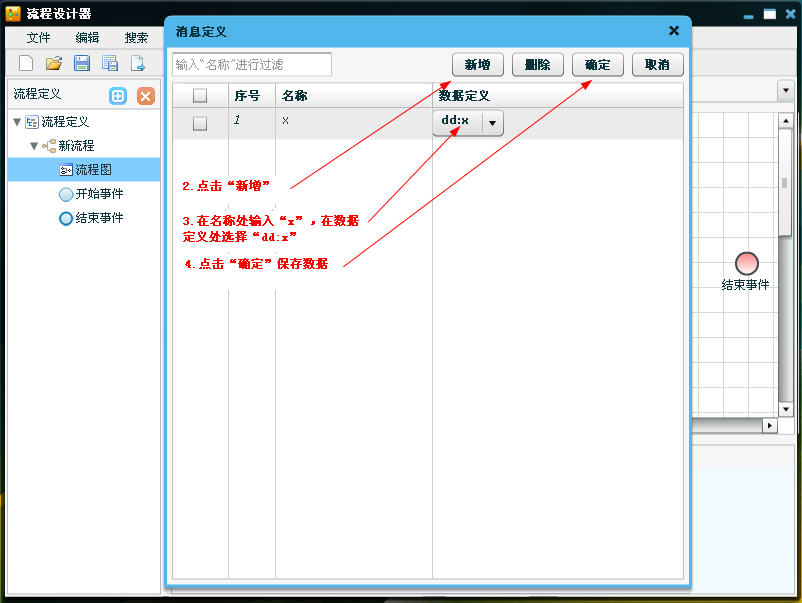 流程设计器
文件 编辑 搜索
流程定义
流程定义
新流程
流程图
开始事件
结束事件
消息定义
输入“名称”进行过滤
新增 删除 确定 取消
序号 名称 数据定义
1 x dd:x
2.点击“新增”
3.在名称处输入“x”，在数据
定义处选择“dd:x”
4.点击“确定”保存数据
结束事件